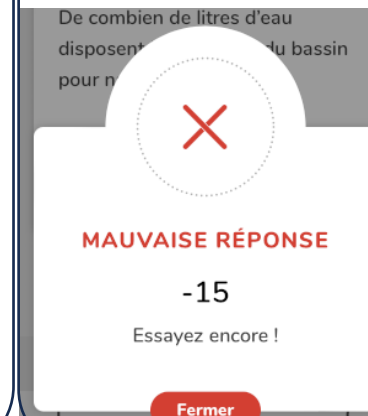 De combien de litres d'eau
disposent du bassin
pour
MAUVAISE RÉPONSE
-15
Essayez encore !
Fermer